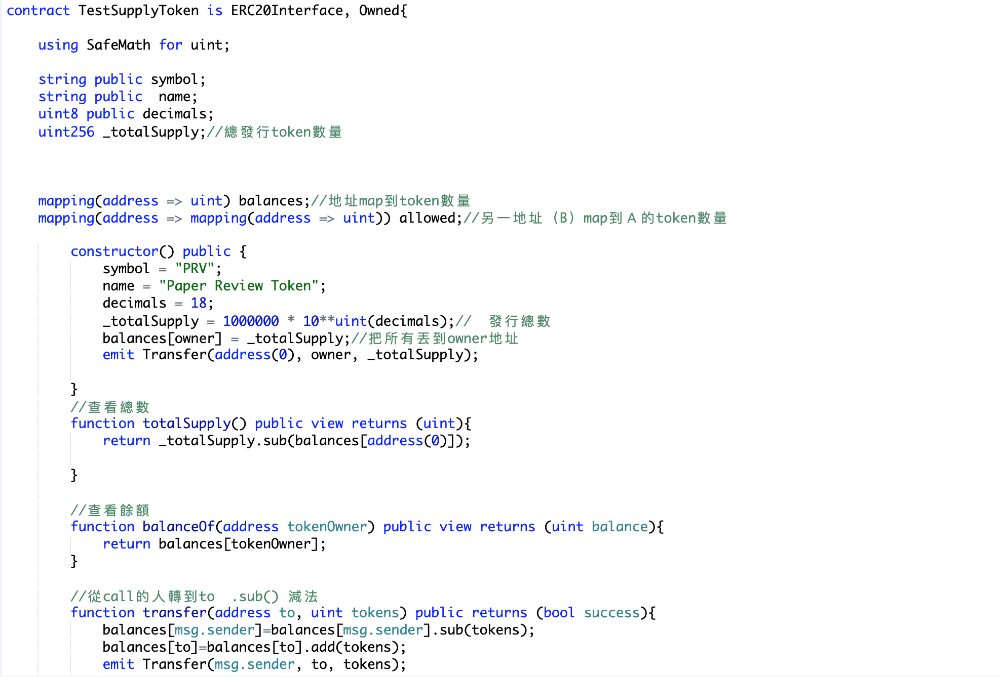 contract TestSupplyToken is ERC20Interface, Owned{
using SafeMath for uint;
string public symbol;
string public  name;
uint8 public decimals;
uint256 _totalSupply;//總發行token數量
mapping(address => uint) balances;//地址map到token數量
mapping(address => mapping(address => uint)) allowed;//另一地址（B）map到Ａ的token數量
constructor() public {
symbol = "PRV";
name = "Paper Review Token";
decimals = 18;
_totalSupply = 1000000 * 10**uint(decimals);//  發行總數
balances[owner] = _totalSupply;//把所有丟到owner地址
emit Transfer(address(0), owner, _totalSupply);
}
//查看總數
function totalSupply() public view returns (uint){
return _totalSupply.sub(balances[address(0)]);
}
//查看餘額
function balanceOf(address tokenOwner) public view returns (uint balance){
return balances[tokenOwner];
}
//從call的人轉到to  .sub() 減法
function transfer(address to, uint tokens) public returns (bool success){
balances[msg.sender]=balances[msg.sender].sub(tokens);
balances[to]=balances[to].add(tokens);
emit Transfer(msg.sender, to, tokens);